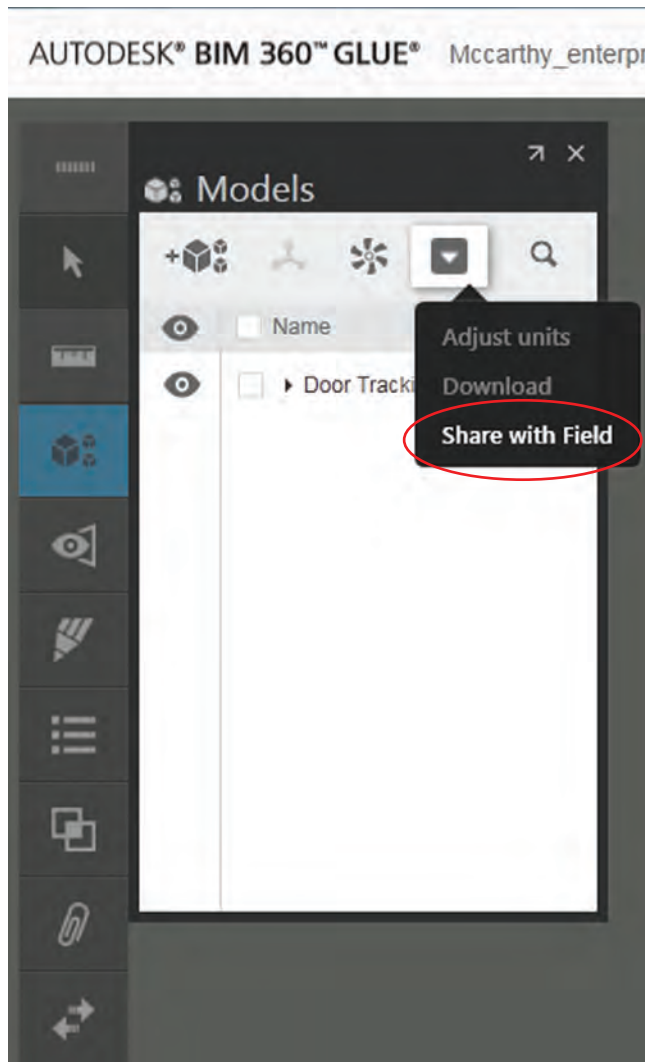 AUTODESK® BIM 360™ GLUE® Mccarthy_enterpr
Models
Name
Adjust units
Door Tracki
Download
Share with Field